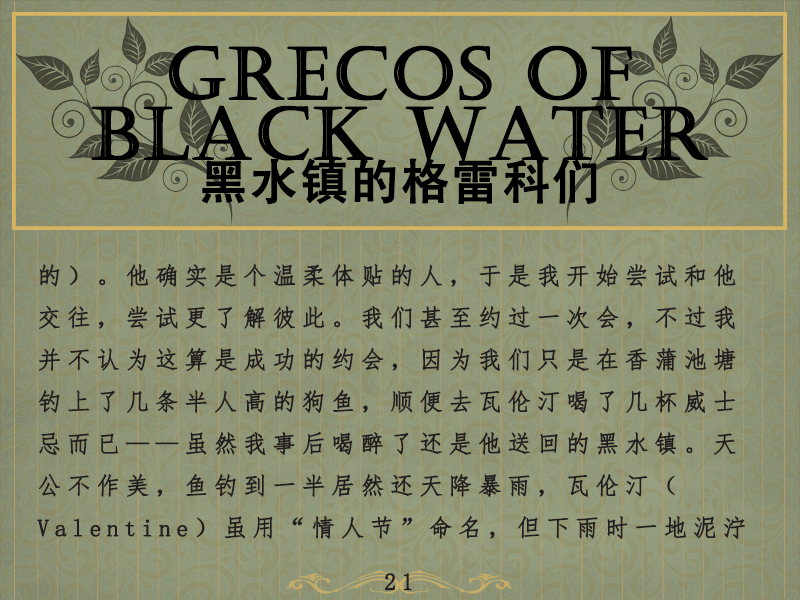 GRECOS OF
BLACK WATER
黑水镇的格雷科们
的）。他确实是个温柔体贴的人，于是我开始尝试和他
交往，尝试更了解彼此。我们甚至约过一次会，不过我
并不认为这算是成功的约会，因为我们只是在香蒲池塘
钓上了几条半人高的狗鱼，顺便去瓦伦汀喝了几杯威士
忌而已——虽然我事后喝醉了还是他送回的黑水镇。天
公不作美，鱼钓到一半居然还天降暴雨，瓦伦汀（
Valentine）虽用“情人节”命名，但下雨时一地泥泞
21